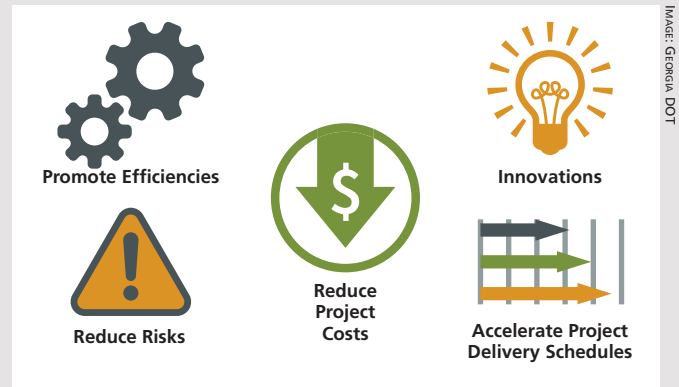 Promote Efficiencies
Innovations
$
Reduce
Project
Costs
!
Reduce Risks
Accelerate Project
Delivery Schedules
IMAGE: GEORGIA DOT